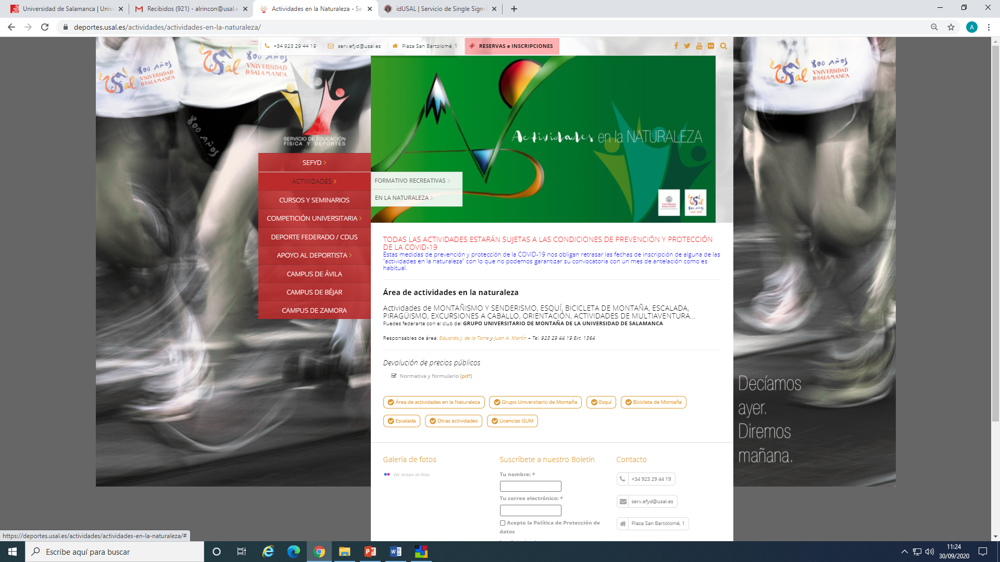 Universidad de Salamanca | Unive
Recibidos (921) - alrincon@usal.e
Actividades en la Naturaleza - Se
idUSAL | Servicio de Single Sign-
deportes.usal.es/actividades/actividades-en-la-naturaleza/
A
+34 923 29 44 19
serv.efyd@usal.es
Plaza San Bartolomé, 1
RESERVAS e INSCRIPCIONES
800 AÑOS
VNIVERSIDAD
D SALAMANCA
800 AÑOS
VNIVERSIDAD
D SALAMANCA
800 AÑOS
VNIVERSIDAD
D SALAMANCA
800 AÑOS
SERVICIO DE EDUCACIÓN
FÍSICA Y DEPORTES
Actividades en la NATURALEZA
SEFYD
ACTIVIDADES
CURSOS Y SEMINARIOS
COMPETICIÓN UNIVERSITARIA
DEPORTE FEDERADO / CDUS
APOYO AL DEPORTISTA
CAMPUS DE ÁVILA
CAMPUS DE BÉJAR
CAMPUS DE ZAMORA
FORMATIVO RECREATIVAS
EN LA NATURALEZA
TODAS LAS ACTIVIDADES ESTARÁN SUJETAS A LAS CONDICIONES DE PREVENCIÓN Y PROTECCIÓN
DE LA COVID-19
Estas medidas de prevención y protección de la COVID-19 nos obligan retrasar las fechas de inscripción de alguna de las
“actividades en la naturaleza” con lo que no podemos garantizar su convocatoria con un mes de antelación como es
habitual.
Área de actividades en la naturaleza
Actividades de MONTAÑISMO Y SENDERISMO, ESQUÍ, BICICLETA DE MONTAÑA, ESCALADA,
PIRAGÜISMO, EXCURSIONES A CABALLO, ORIENTACIÓN, ACTIVIDADES DE MULTIAVENTURA...
Puedes federarte con el club del GRUPO UNIVERSITARIO DE MONTAÑA DE LA UNIVERSIDAD DE SALAMANCA
Responsables de área: Eduardo J. de la Torre y Juan A. Martín – Tel. 923 29 44 19 Ext. 1364
Devolución de precios públicos
Normativa y formulario (pdf)
Área de actividades en la Naturaleza
Grupo Universitario de Montaña
Esquí
Bicicleta de Montaña
Escalada
Otras actividades
Licencias GUM
Decíamos
ayer.
Diremos
mañana.
Galería de fotos
Ver stream en flickr
Suscríbete a nuestro Boletín
Tu nombre: *
Tu correo electrónico: *
Acepto la Política de Protección de
datos
Contacto
+34 923 29 44 19
serv.efyd@usal.es
Plaza San Bartolomé, 1
https://deportes.usal.es/actividades/actividades-en-la-naturaleza/#
Escribe aquí para buscar
11:24
30/09/2020